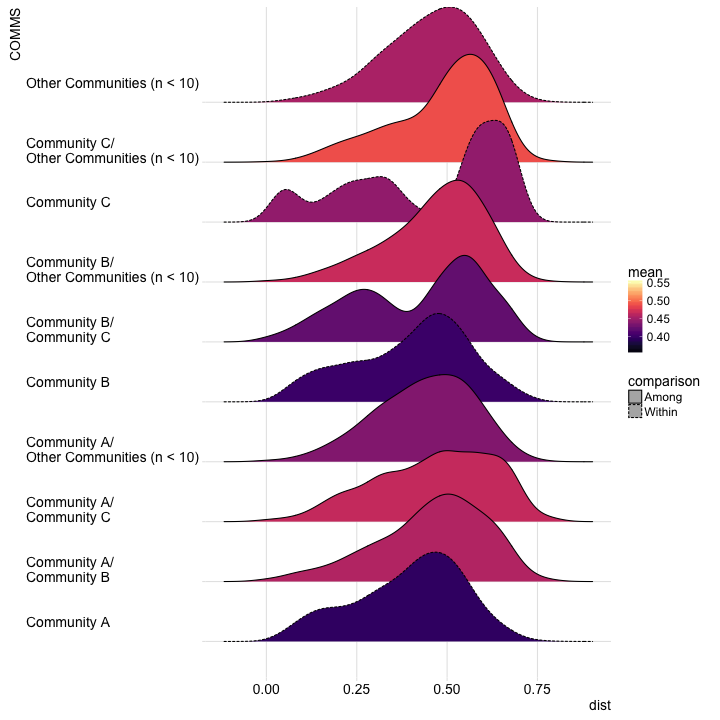 COMMS
Other Communities (n < 10)
Community C/
Other Communities (n < 10)
Community C
Community B/
Other Communities (n < 10)
Community B/
Community C
Community B
Community A/
Other Communities (n < 10)
Community A/
Community C
Community A/
Community B
Community A
0.00 0.25 0.50 0.75
dist
mean
0.55
0.50
0.45
0.40
comparison
Among
Within